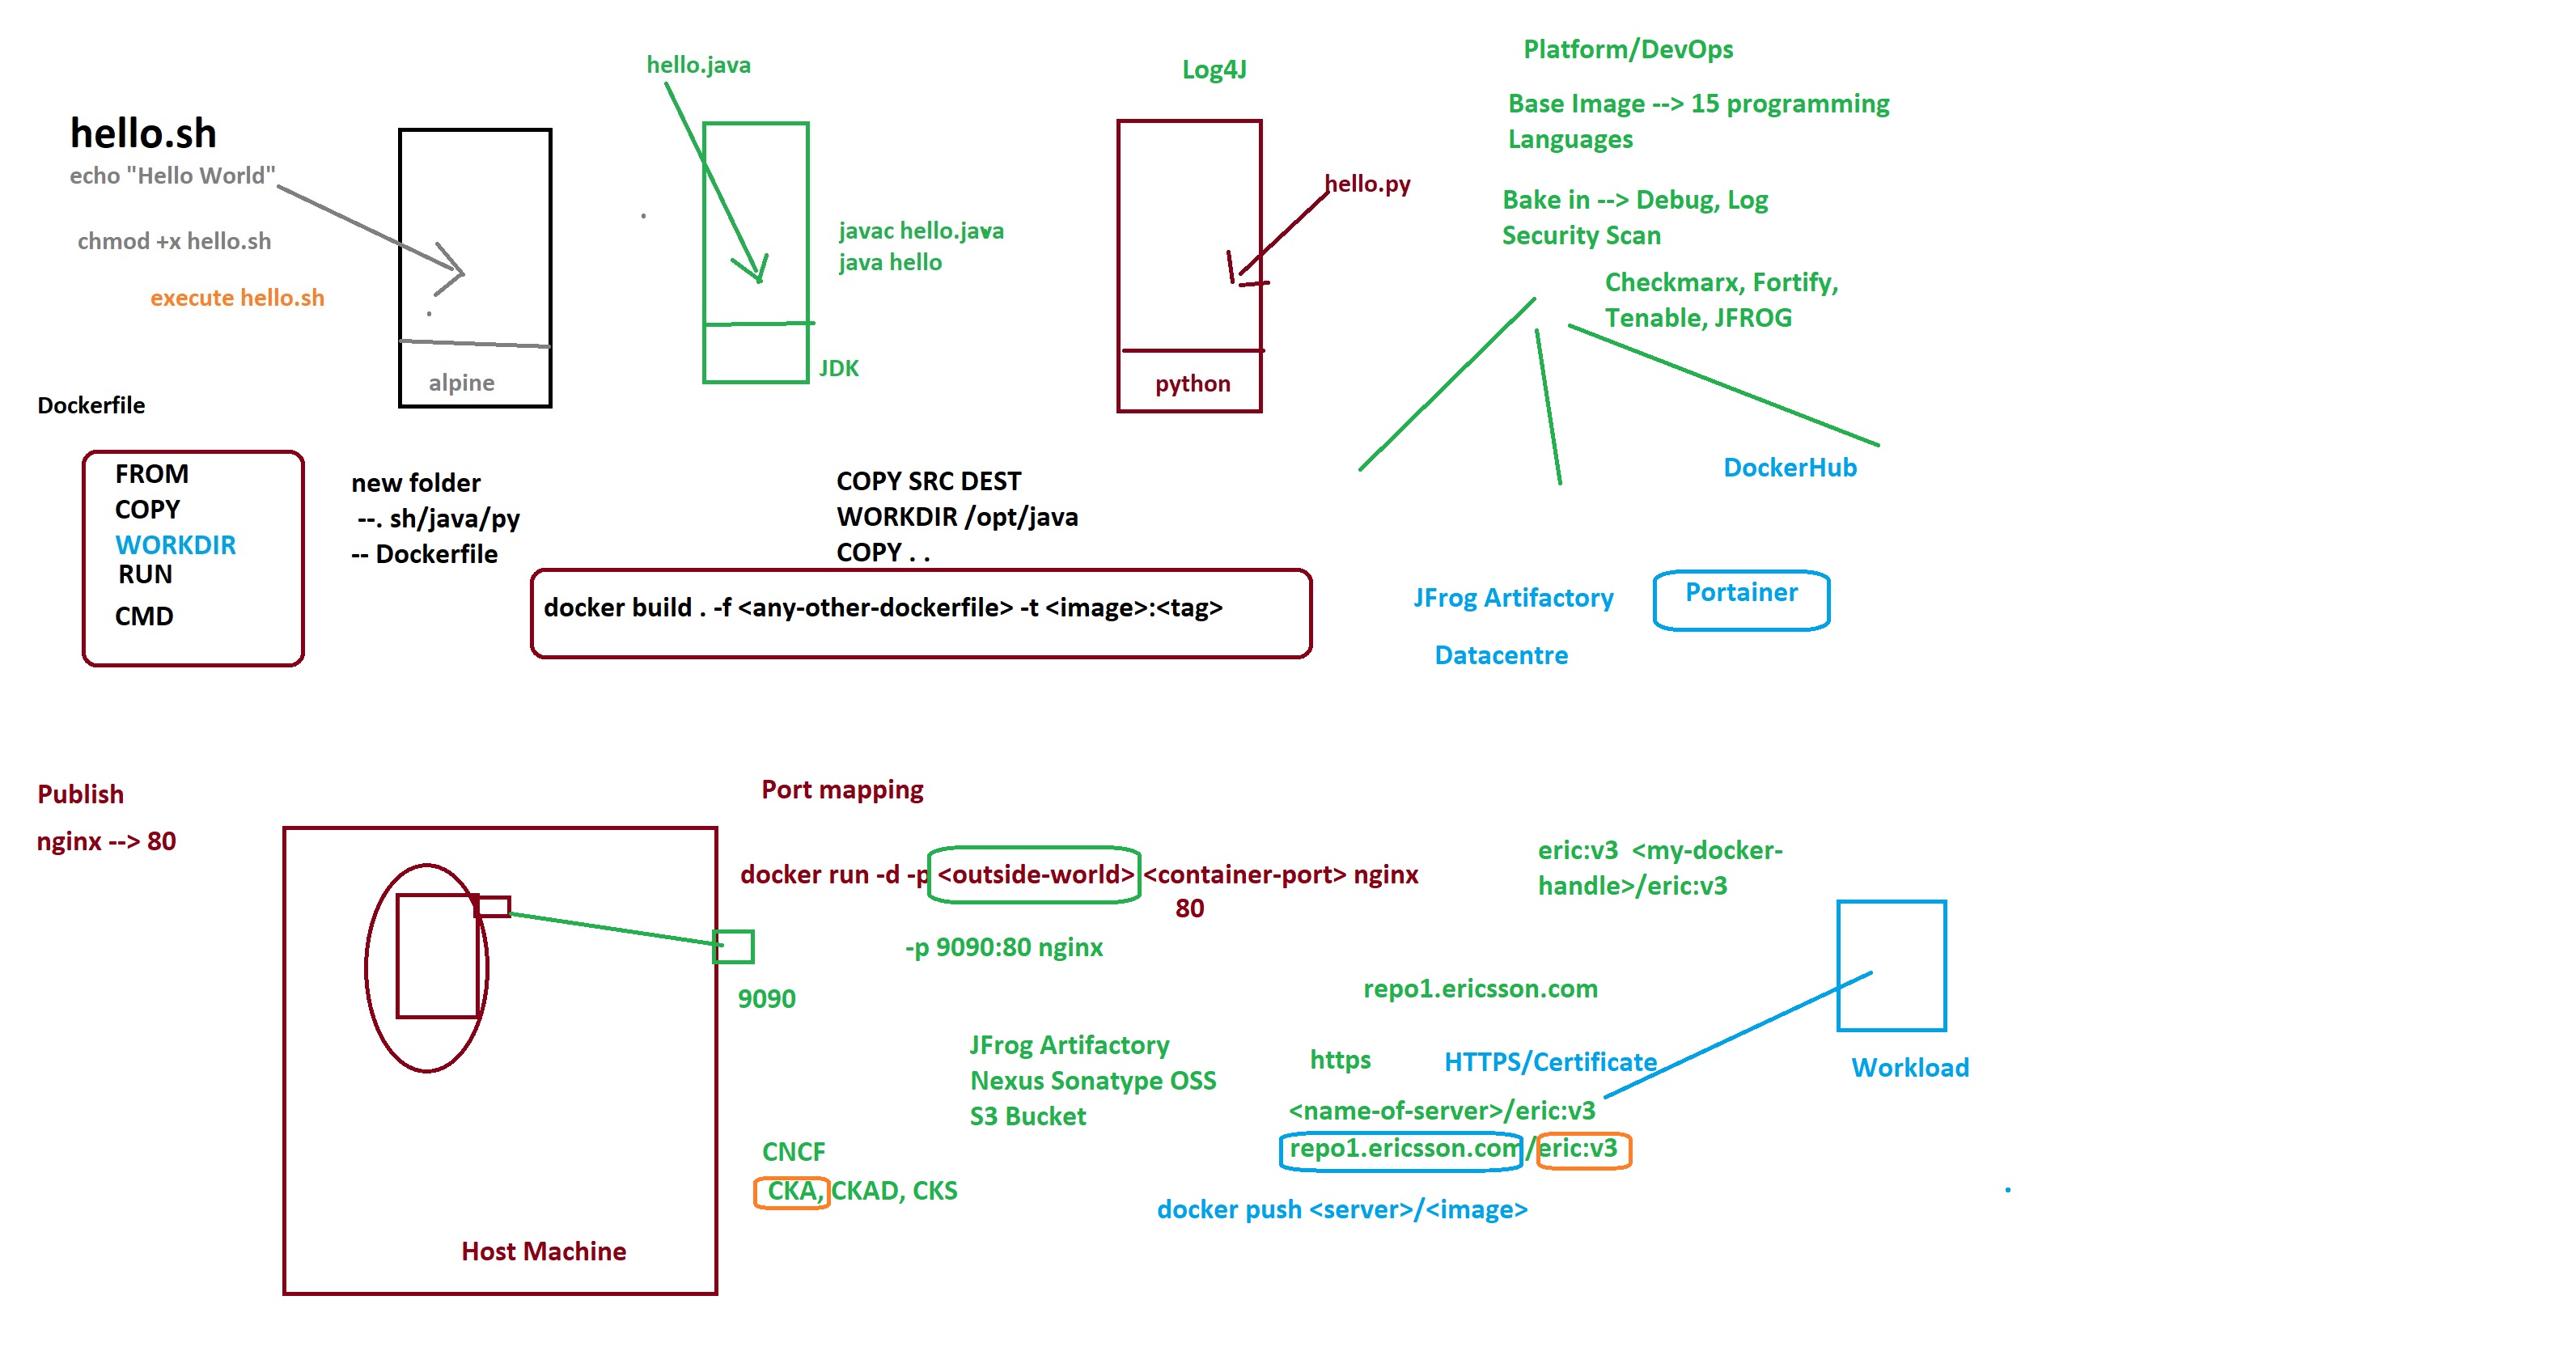 hello.sh
echo "Hello World"
chmod +x hello.sh
execute hello.sh
alpine
hello.java
javac hello.java
java hello
JDK
Log4J
hello.py
python
Platform/DevOps
Base Image --> 15 programming
Languages
Bake in --> Debug, Log
Security Scan
Checkmarx, Fortify,
Tenable, JFROG
DockerHub
JFrog Artifactory
Portainer
Datacentre
Dockerfile
FROM
COPY
WORKDIR
RUN
CMD
new folder
--. sh/java/py
-- Dockerfile
COPY SRC DEST
WORKDIR /opt/java
COPY . .
docker build . -f <any-other-dockerfile> -t <image>:<tag>
Publish
nginx --> 80
Host Machine
Port mapping
docker run -d -p <outside-world> <container-port> nginx
80
-p 9090:80 nginx
9090
JFrog Artifactory
Nexus Sonatype OSS
S3 Bucket
CNCF
CKA, CKAD, CKS
eric:v3 <my-docker-
handle>/eric:v3
repo1.ericsson.com
https
HTTPS/Certificate
<name-of-server>/eric:v3
repo1.ericsson.com/eric:v3
docker push <server>/<image>
Workload